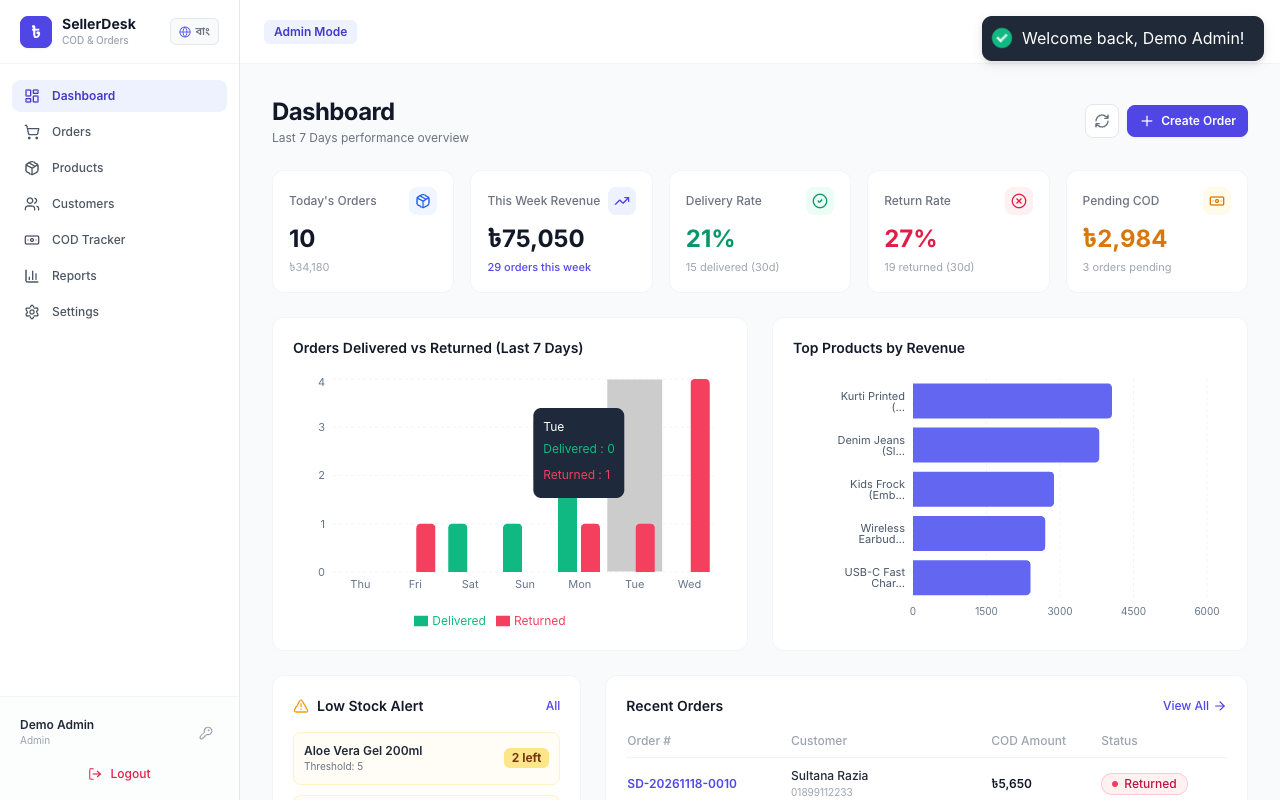 ৳
SellerDesk
COD & Orders
বাং
Admin Mode
Welcome back, Demo Admin!
Dashboard
Orders
Products
Customers
COD Tracker
Reports
Settings
Demo Admin
Admin
Logout
Dashboard
Last 7 Days performance overview
Create Order
Today's Orders
10
৳34,180
This Week Revenue
৳75,050
29 orders this week
Delivery Rate
21%
15 delivered (30d)
Return Rate
27%
19 returned (30d)
Pending COD
৳2,984
3 orders pending
Orders Delivered vs Returned (Last 7 Days)
4
3
2
1
0
Tue
Delivered : 0
Returned : 1
Thu Fri Sat Sun Mon Tue Wed
Delivered Returned
Top Products by Revenue
Kurti Printed
(...
Denim Jeans
(Sl...
Kids Frock
(Emb...
Wireless
Earbud...
USB-C Fast
Char...
0 1500 3000 4500 6000
Low Stock Alert
All
Aloe Vera Gel 200ml
Threshold: 5
2 left
Recent Orders
View All
Order # Customer COD Amount Status
SD-20261118-0010
Sultana Razia
01899112233
৳5,650
Returned